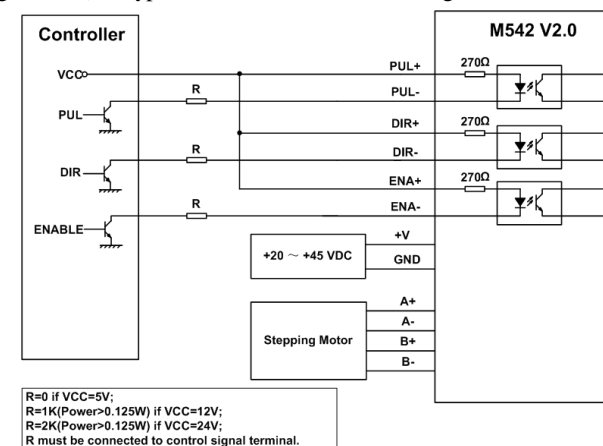 Controller
M542 V2.0
VCC
PUL
DIR
ENABLE
R
R
R
PUL+
PUL-
DIR+
DIR-
ENA+
ENA-
270Ω
270Ω
270Ω
+20 ～ +45 VDC
+V
GND
Stepping Motor
A+
A-
B+
B-
R=0 if VCC=5V;
R=1K(Power>0.125W) if VCC=12V;
R=2K(Power>0.125W) if VCC=24V;
R must be connected to control signal terminal.